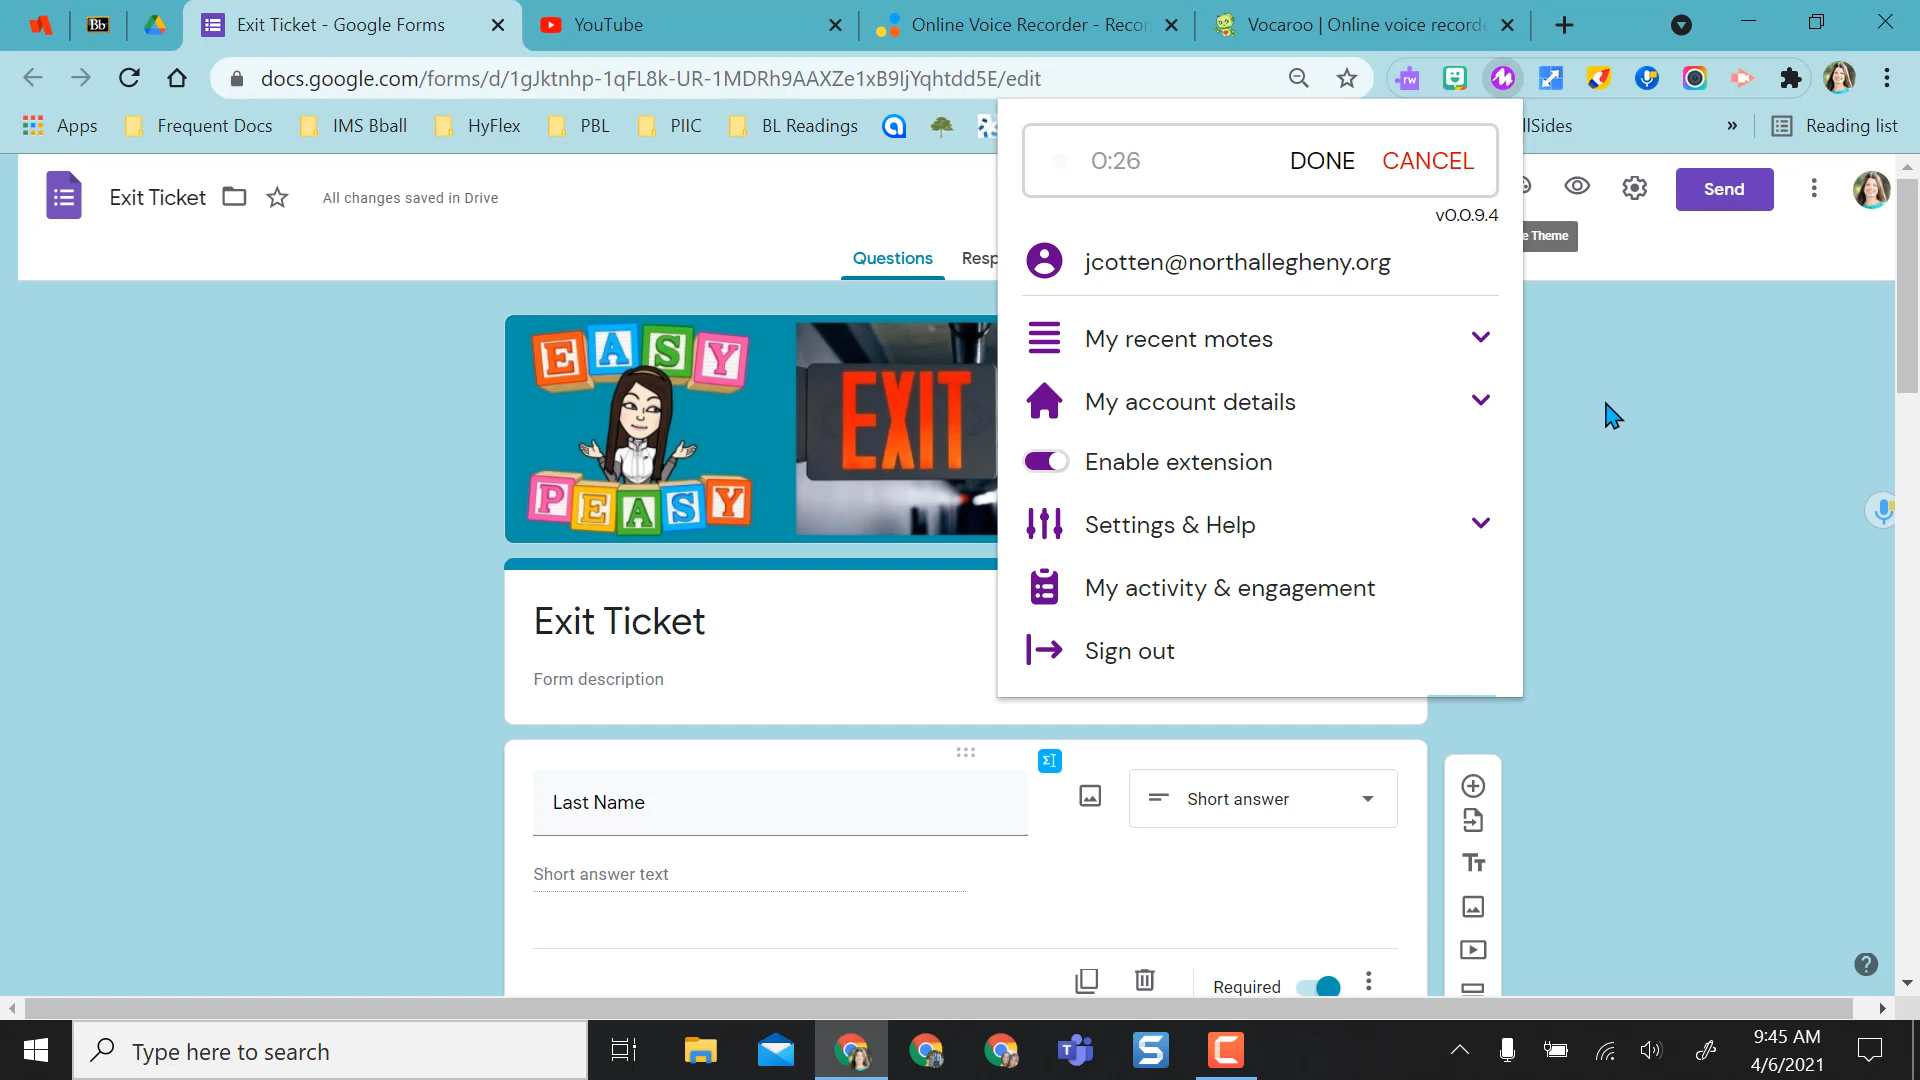 Bb
Exit Ticket - Google Forms
YouTube
Online Voice Recorder - Recor
Vocaroo | Online voice recorde
docs.google.com/forms/d/1gJktnhp-1qFL8k-UR-1MDRh9AAXZe1xB9IjYqhtdd5E/edit
rw
Apps
Frequent Docs
IMS Bball
HyFlex
PBL
PIIC
BL Readings
llSides
»
Reading list
0:26
DONE
CANCEL
v0.0.9.4
Exit Ticket
All changes saved in Drive
Send
e Theme
Questions
Resp
jcotten@northallegheny.org
My recent motes
My account details
Enable extension
Settings & Help
My activity & engagement
Sign out
EASY
PEASY
EXIT
Exit Ticket
Form description
Last Name
Short answer
Short answer text
Tт
Required
Type here to search
9:45 AM
4/6/2021